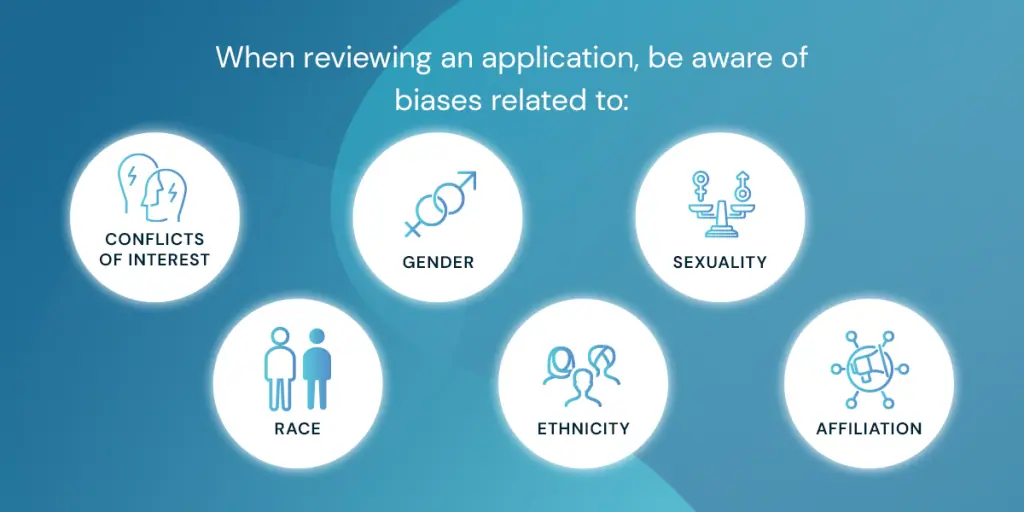 When reviewing an application, be aware of
biases related to:
CONFLICTS
OF INTEREST
GENDER
SEXUALITY
RACE
ETHNICITY
AFFILIATION